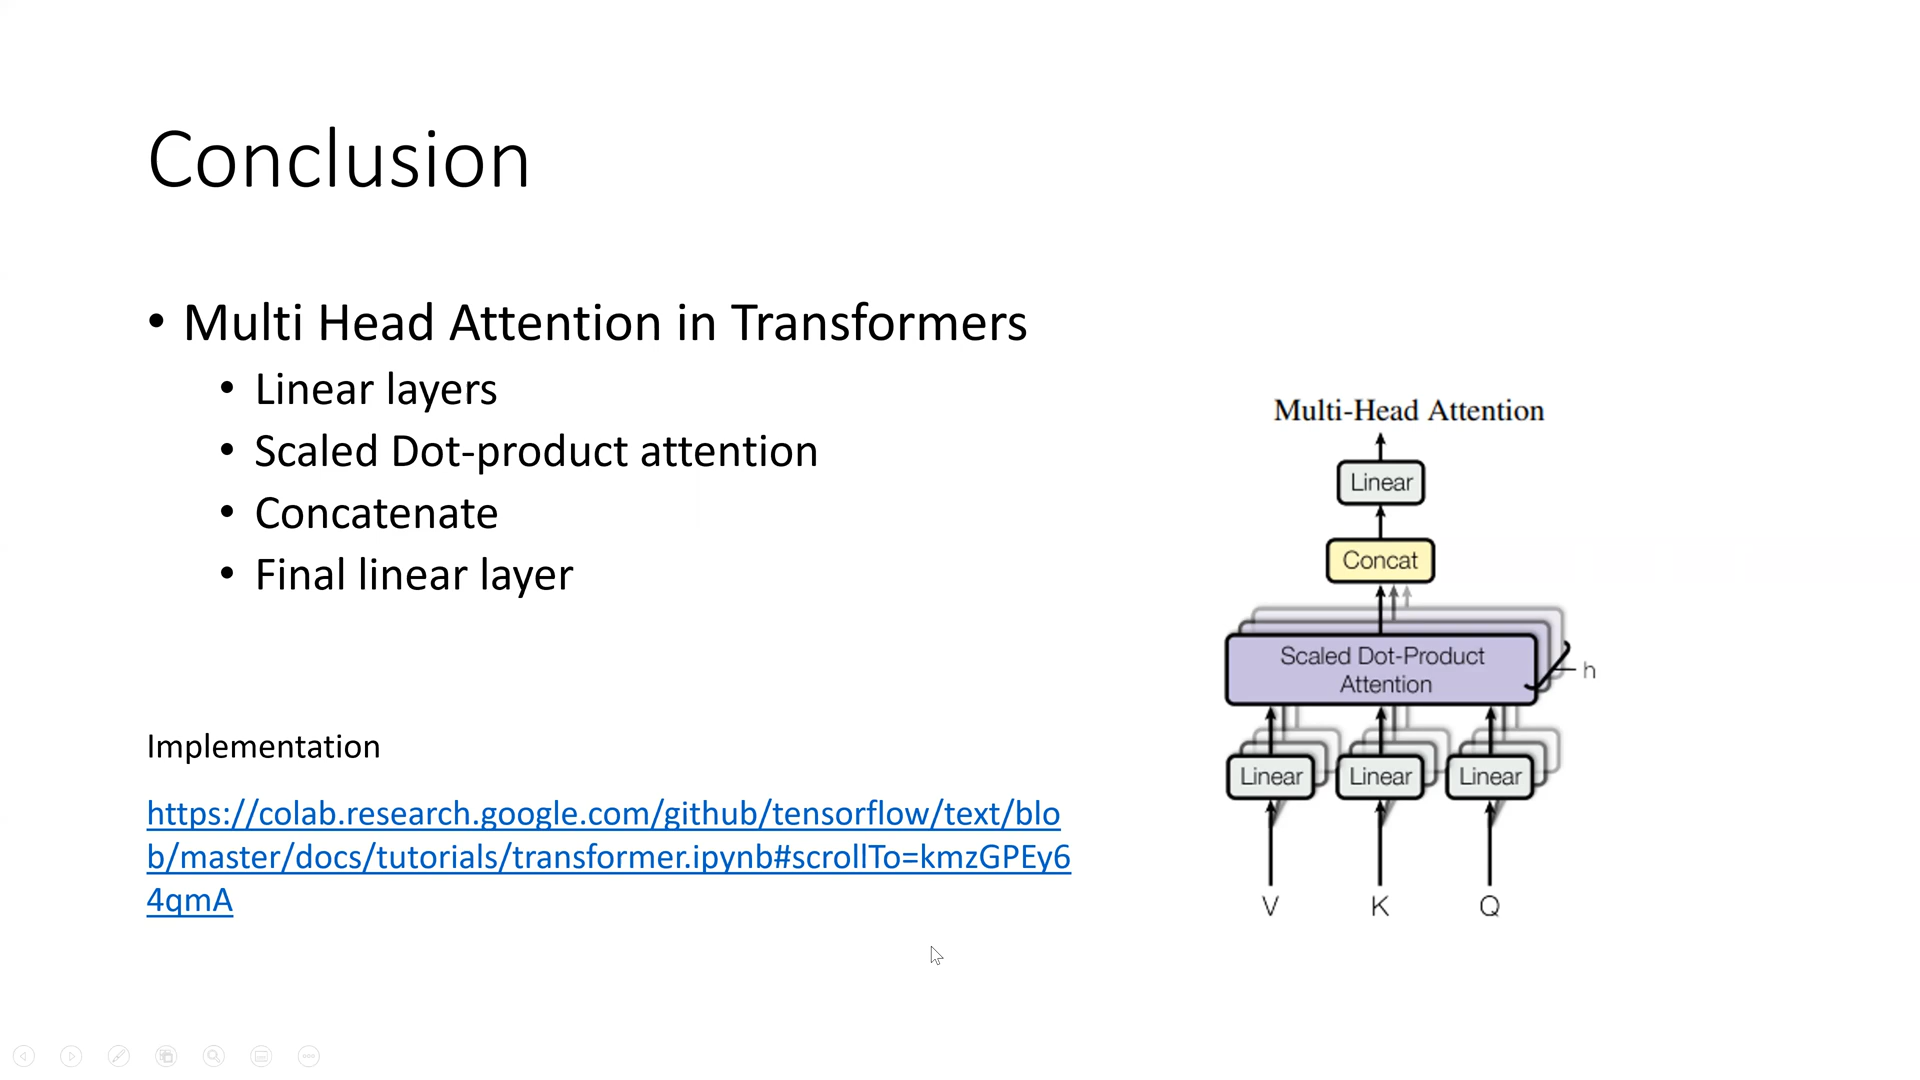 Conclusion
• Multi Head Attention in Transformers
• Linear layers
• Scaled Dot-product attention
• Concatenate
• Final linear layer
Implementation
https://colab.research.google.com/github/tensorflow/text/blo
b/master/docs/tutorials/transformer.ipynb#scrollTo=kmzGPEy6
4qmA
Multi-Head Attention
Linear
Concat
Scaled Dot-Product
Attention
h
Linear Linear Linear
V K Q